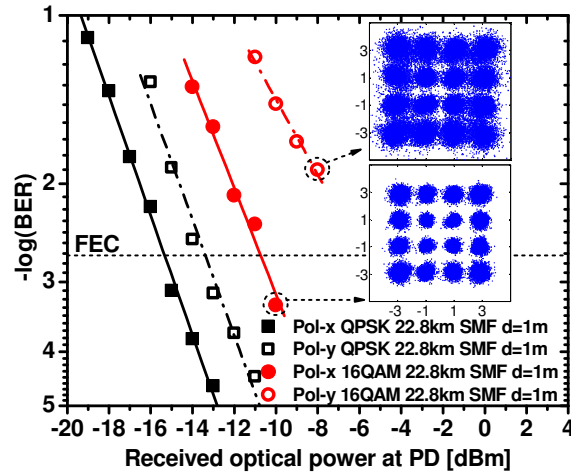 1
3
1
-1
-3
2
FEC
3
1
-1
-3
3
-3 -1 1 3
Pol-x QPSK 22.8km SMF d=1m
4
Pol-y QPSK 22.8km SMF d=1m
Pol-x 16QAM 22.8km SMF d=1m
Pol-y 16QAM 22.8km SMF d=1m
5
-20 -18 -16 -14 -12 -10 -8 -6 -4 -2 0 2 4
-log(BER)
Received optical power at PD [dBm]